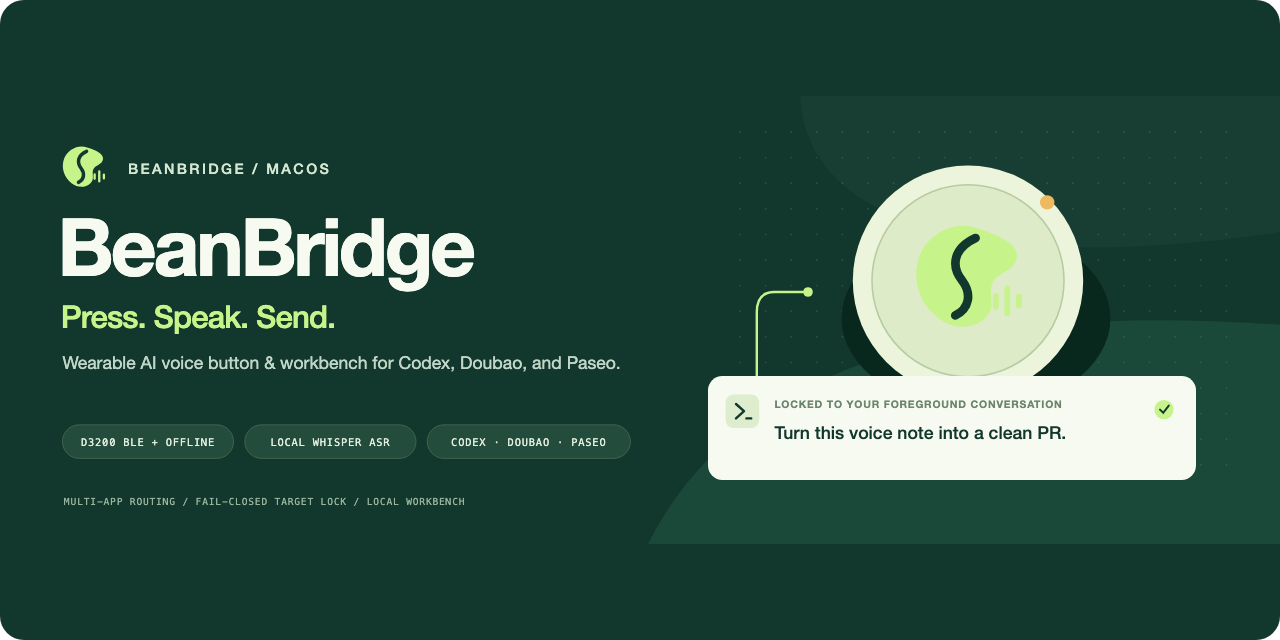 BEANBRIDGE / MACOS
BeanBridge
Press. Speak. Send.
Wearable AI voice button & workbench for Codex, Doubao, and Paseo.
D3200 BLE + OFFLINE
LOCAL WHISPER ASR
CODEX · DOUBAO · PASEO
MULTI-APP ROUTING / FAIL-CLOSED TARGET LOCK / LOCAL WORKBENCH
LOCKED TO YOUR FOREGROUND CONVERSATION
Turn this voice note into a clean PR.